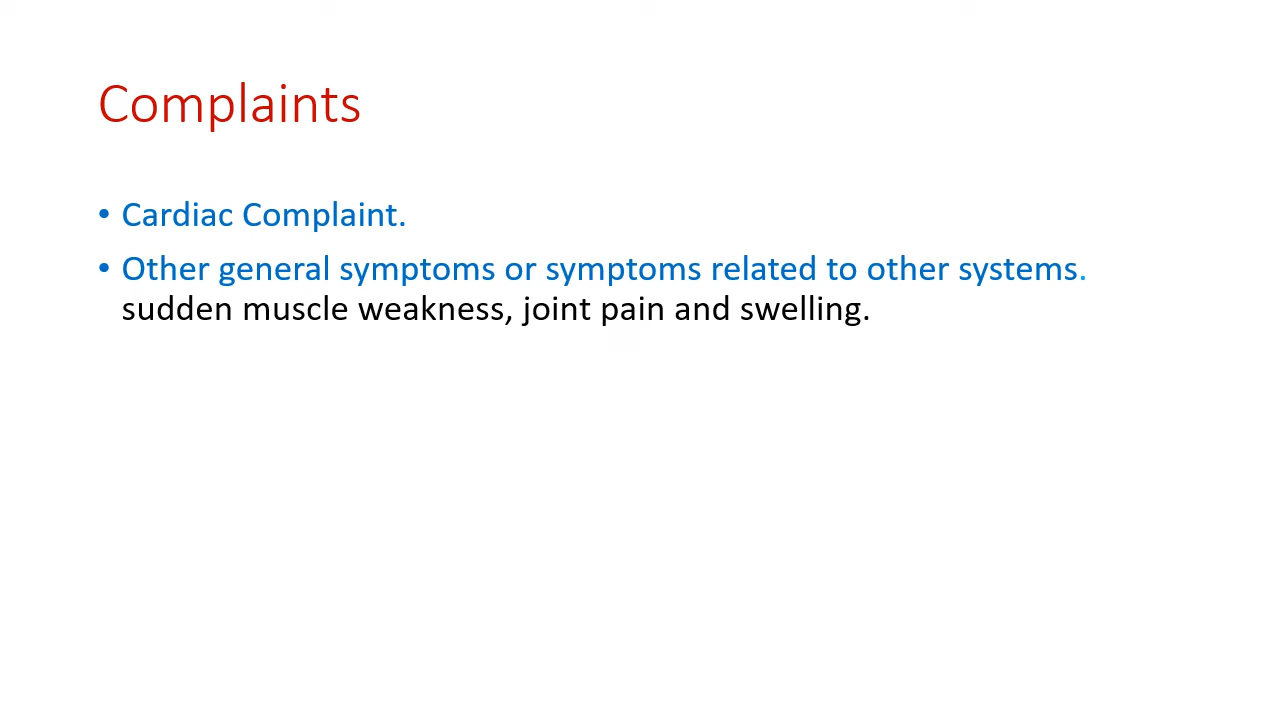 Complaints
• Cardiac Complaint.
• Other general symptoms or symptoms related to other systems.
sudden muscle weakness, joint pain and swelling.